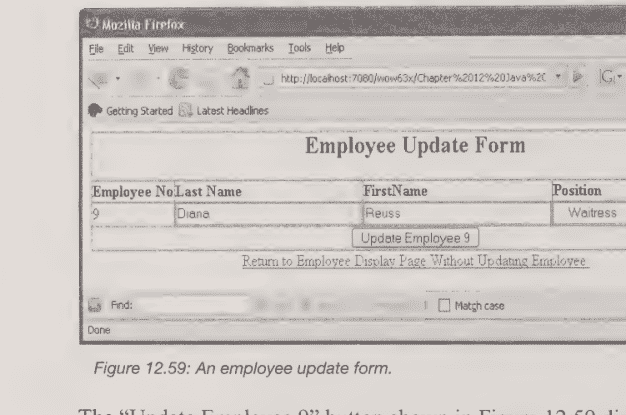 Mozilla Firefox
File Edit View History Bookmarks Tools Help
http://localhost:7080/wow63x/Chapter%2012%20Java%2C G
Getting Started Latest Headlines
Employee Update Form
Employee No Last Name FirstName Position
9 Diana Reuss Waitress
Update Employee 9
Return to Employee Display Page Without Updating Employee
Find: Match case
Done
Figure 12.59: An employee update form.
The "Update Employee 9" button shown in Figure 12.59